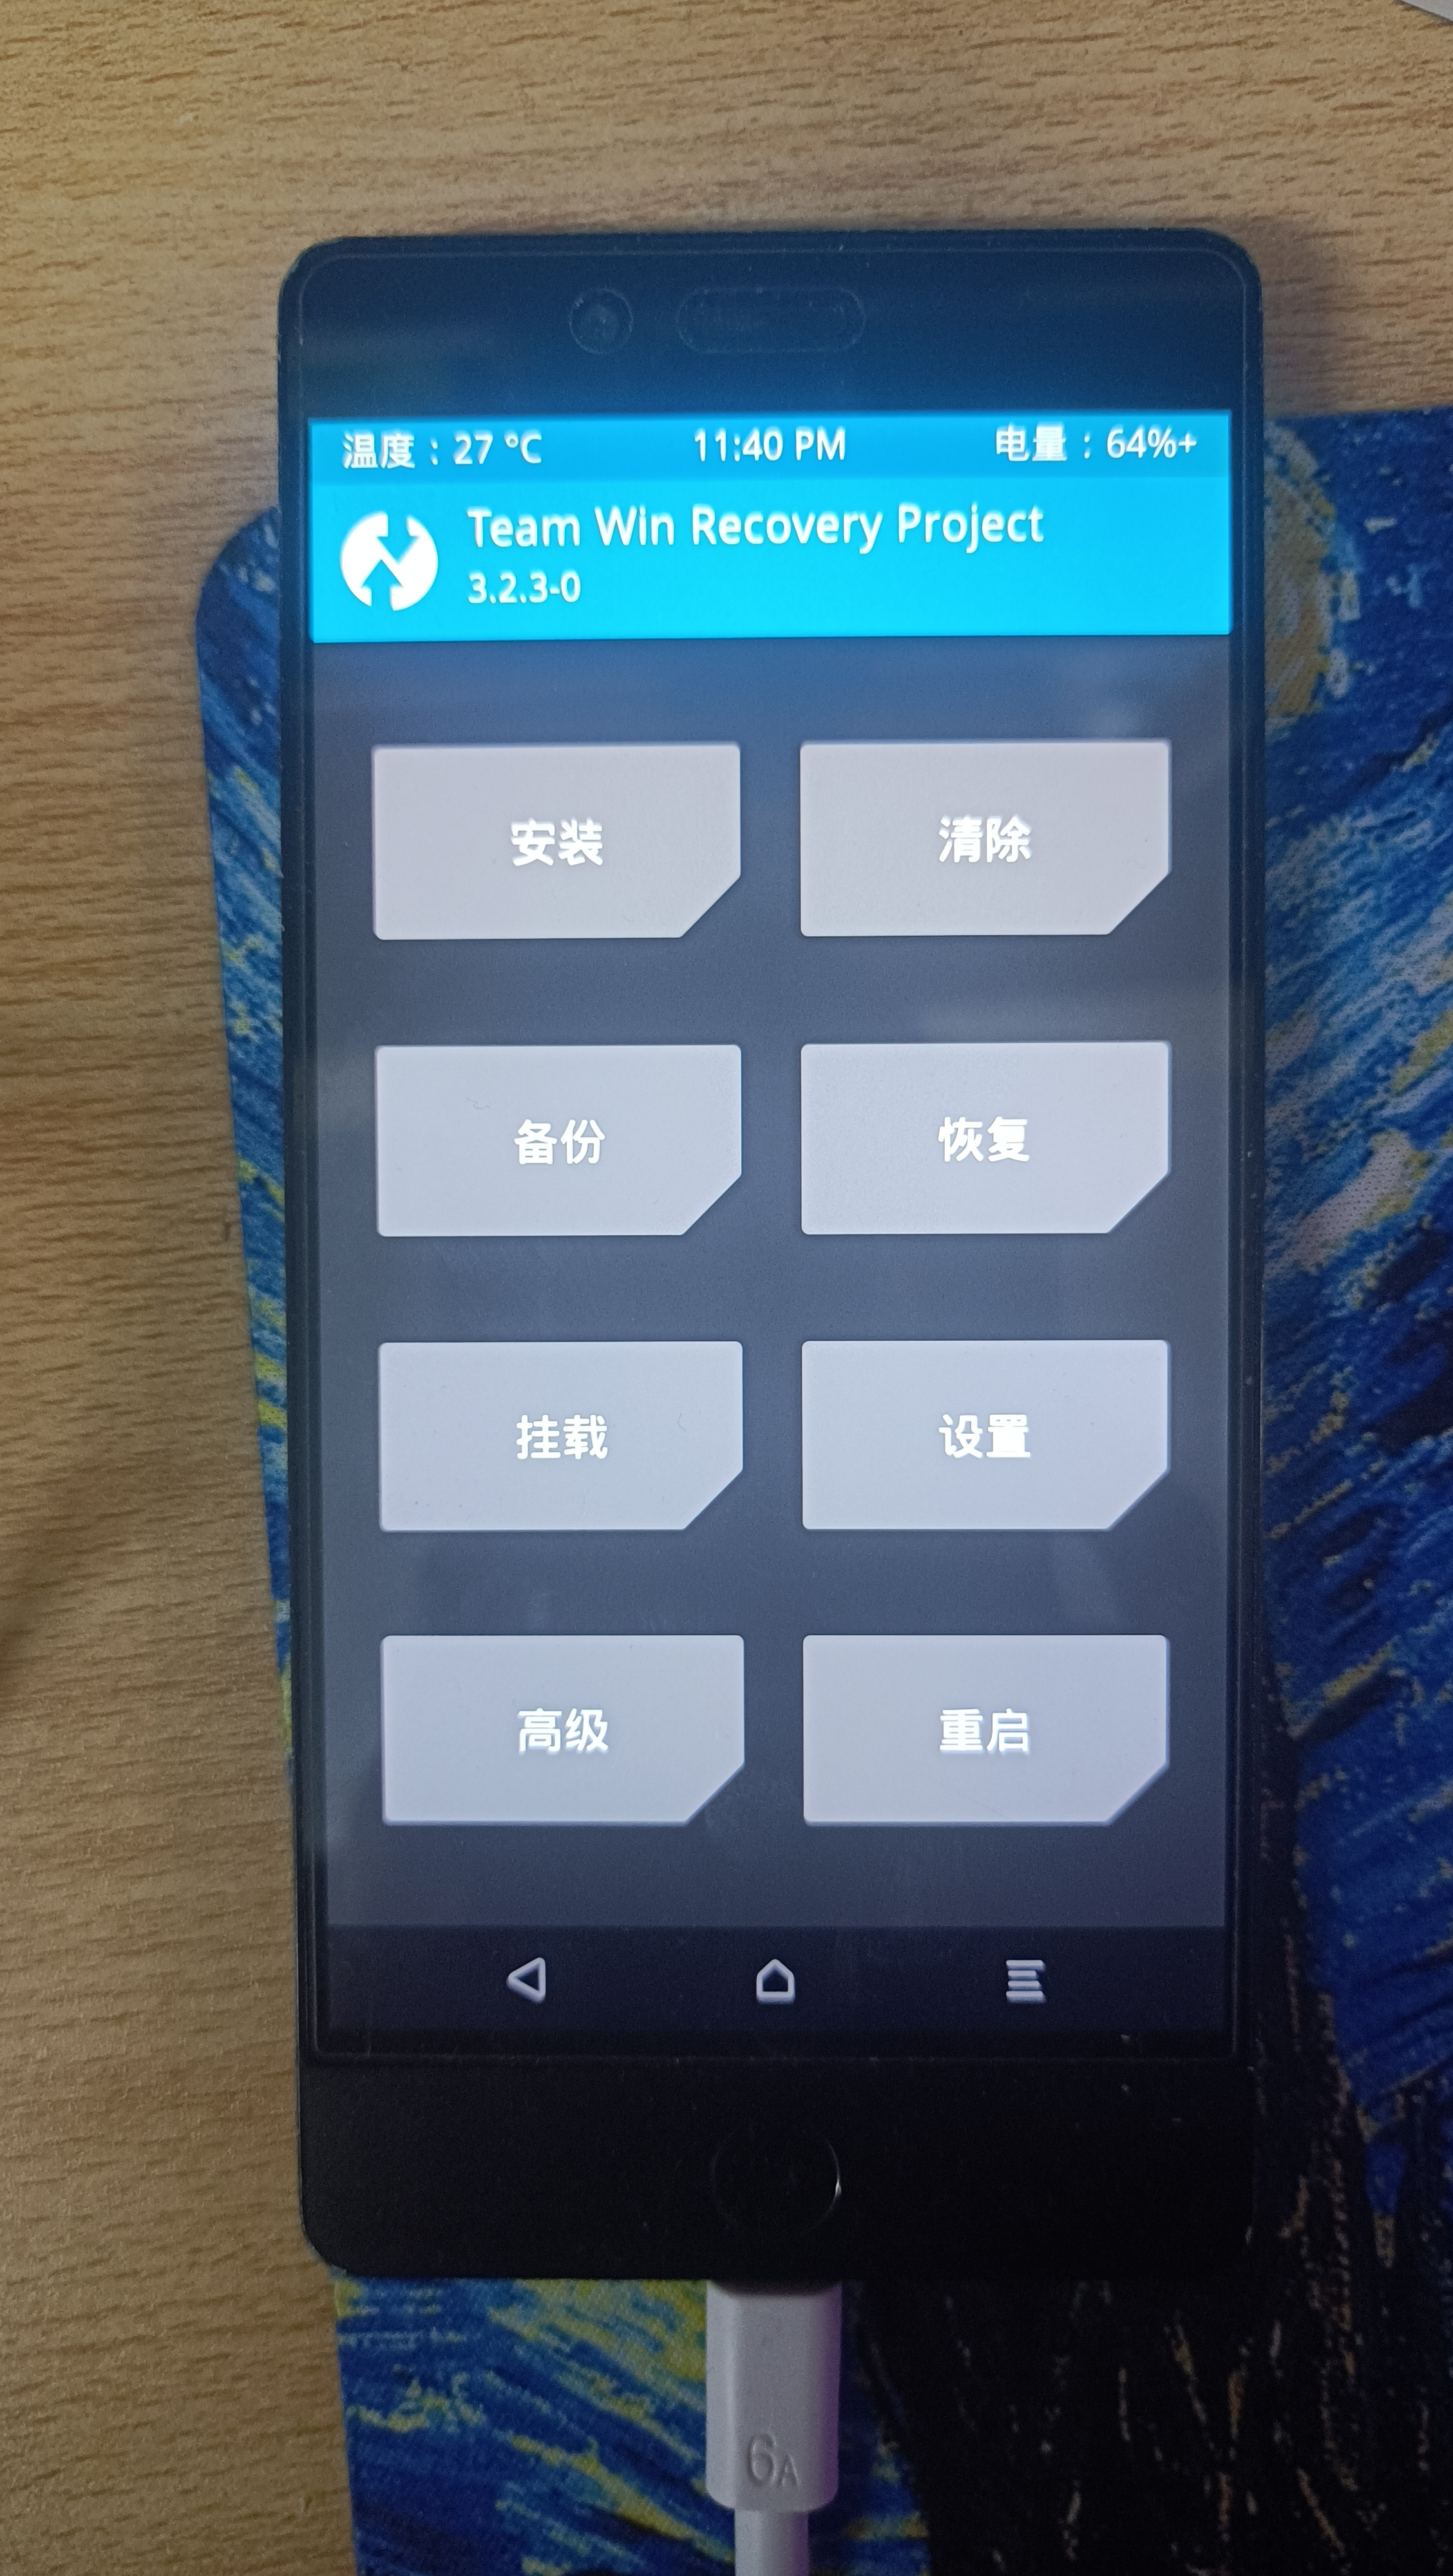 温度：27 °C 11:40 PM 电量：64%+
Team Win Recovery Project
3.2.3-0
安装 清除
备份 恢复
挂载 设置
高级 重启
6A